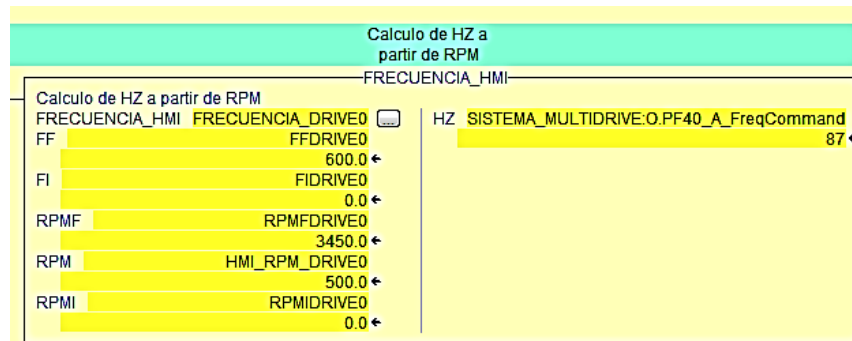 Calculo de HZ a
partir de RPM
FRECUENCIA_HMI
Calculo de HZ a partir de RPM
FRECUENCIA_HMI FRECUENCIA_DRIVE0 ...
HZ SISTEMA_MULTIDRIVE:O.PF40_A_FreqCommand
87
FF FFDRIVE0
600.0
FI FIDRIVE0
0.0
RPMF RPMFDRIVE0
3450.0
RPM HMI_RPM_DRIVE0
500.0
RPMI RPMIDRIVE0
0.0